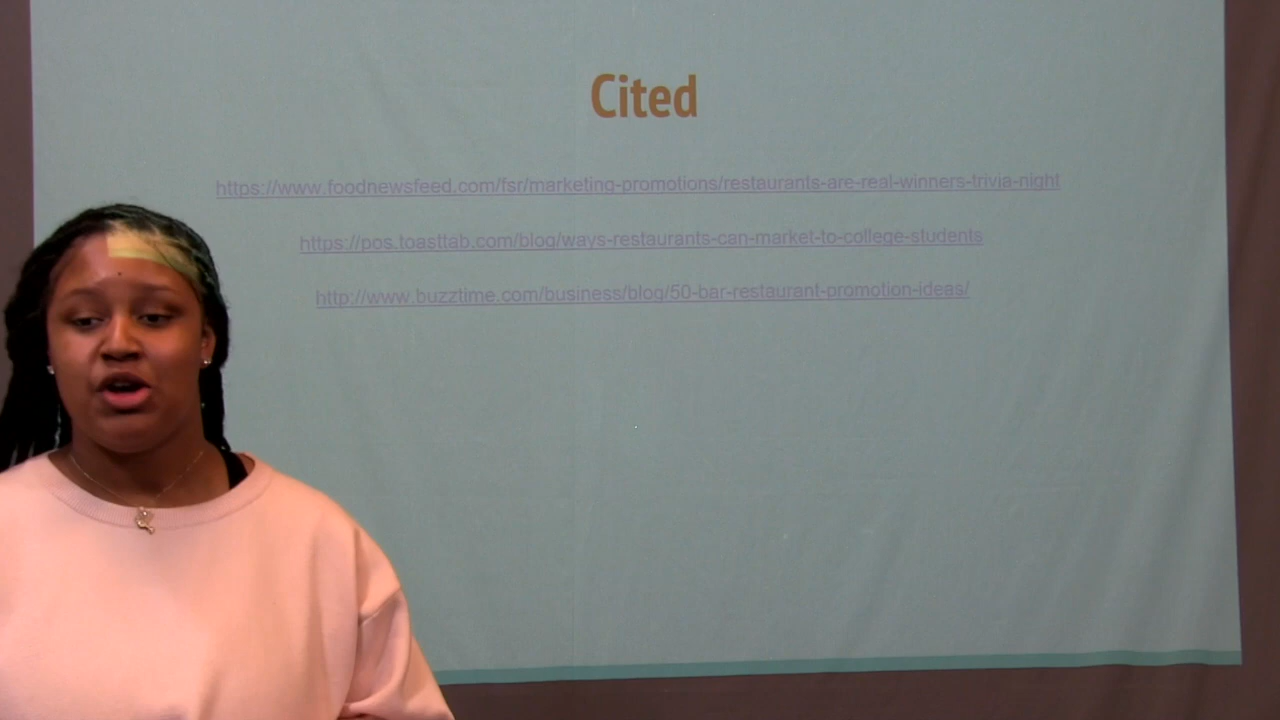 Cited
https://www.foodnewsfeed.com/fsr/marketing-promotions/restaurants-are-real-winners-trivia-night
https://pos.toasttab.com/blog/ways-restaurants-can-market-to-college-students
http://www.buzztime.com/business/blog/50-bar-restaurant-promotion-ideas/